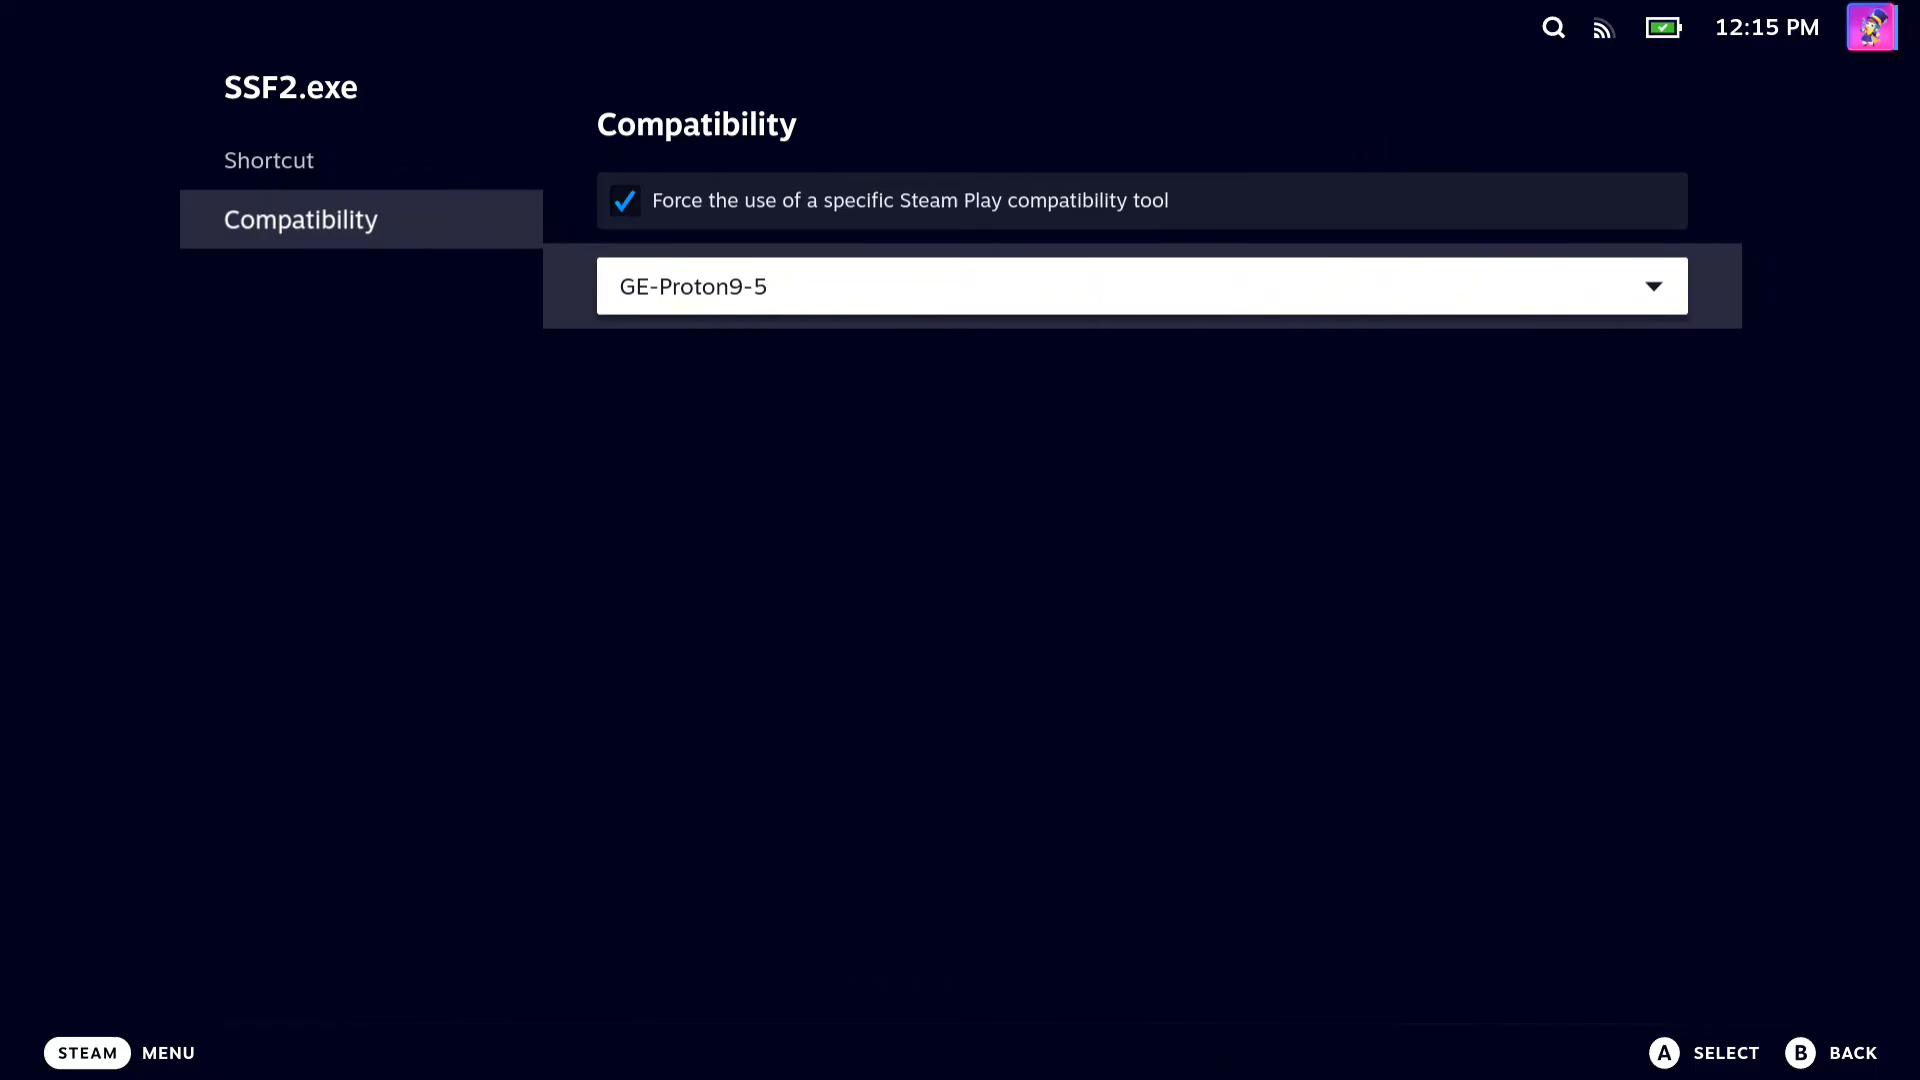 12:15 PM
SSF2.exe
Shortcut
Compatibility
Compatibility
Force the use of a specific Steam Play compatibility tool
GE-Proton9-5
STEAM MENU
A SELECT B BACK